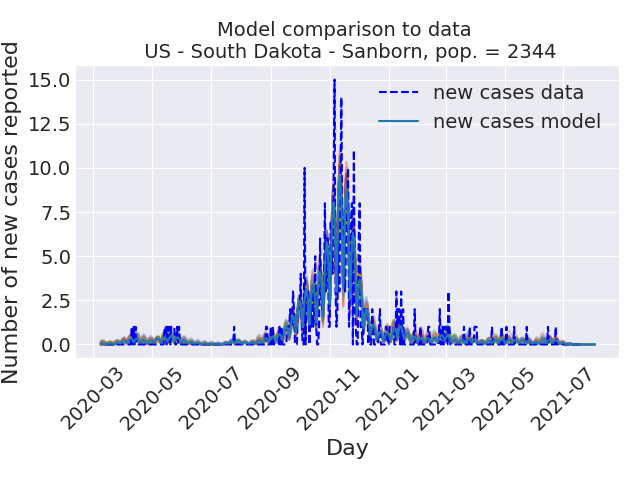 Model comparison to data
US - South Dakota - Sanborn, pop. = 2344
Number of new cases reported
15.0
12.5
10.0
7.5
5.0
2.5
0.0
new cases data
new cases model
2020-03
2020-05
2020-07
2020-09
2020-11
2021-01
2021-03
2021-05
2021-07
Day